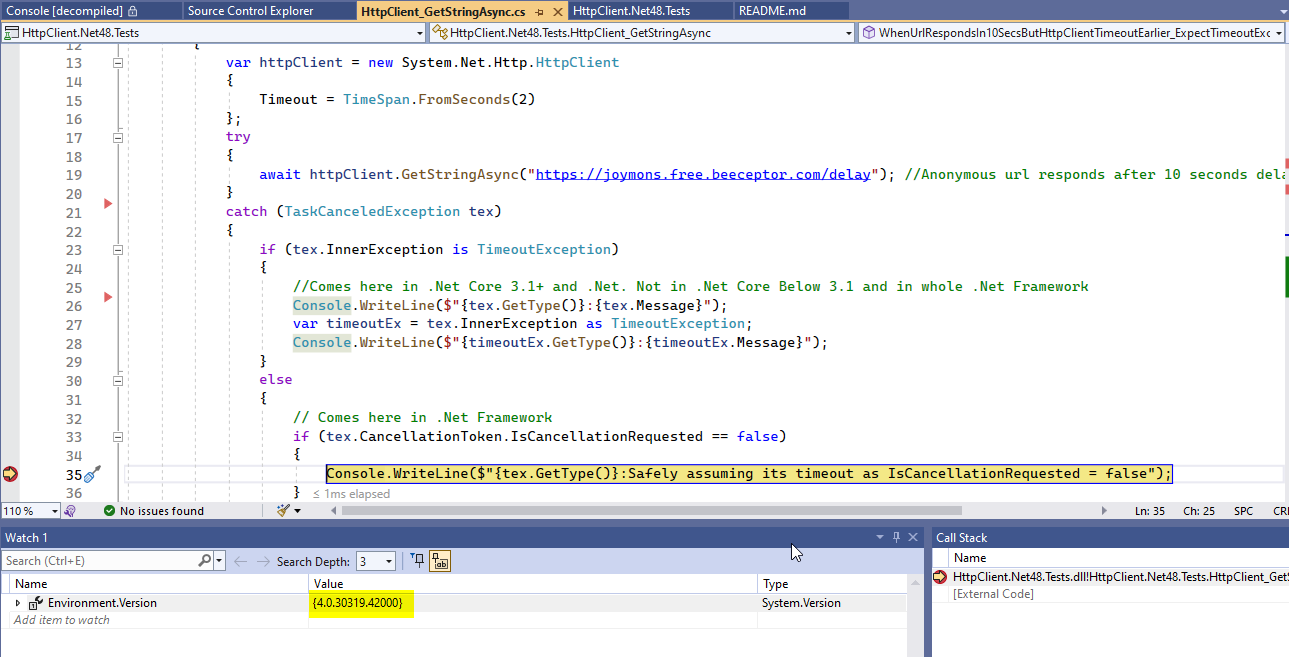 Console [decompiled] Source Control Explorer HttpClient_GetStringAsync.cs HttpClient.Net48.Tests README.md
HttpClient.Net48.Tests HttpClient.Net48.Tests.HttpClient_GetStringAsync WhenUrlRespondsIn10SecsButHttpClientTimeoutEarlier_ExpectTimeoutExc
12 {
13 var httpClient = new System.Net.Http.HttpClient
14 {
15 Timeout = TimeSpan.FromSeconds(2)
16 };
17 try
18 {
19 await httpClient.GetStringAsync("https://joymons.free.beeceptor.com/delay"); //Anonymous url responds after 10 seconds dela
20 }
21 catch (TaskCanceledException tex)
22 {
23 if (tex.InnerException is TimeoutException)
24 {
25 //Comes here in .Net Core 3.1+ and .Net. Not in .Net Core Below 3.1 and in whole .Net Framework
26 Console.WriteLine($"{tex.GetType()}:{tex.Message}");
27 var timeoutEx = tex.InnerException as TimeoutException;
28 Console.WriteLine($"{timeoutEx.GetType()}:{timeoutEx.Message}");
29 }
30 else
31 {
32 // Comes here in .Net Framework
33 if (tex.CancellationToken.IsCancellationRequested == false)
34 {
35 Console.WriteLine($"{tex.GetType()}:Safely assuming its timeout as IsCancellationRequested = false");
36 } ≤ 1ms elapsed
110 % No issues found Ln: 35 Ch: 25 SPC CRL
Watch 1 Call Stack
Search (Ctrl+E) Search Depth: 3 Name
Name Value Type HttpClient.Net48.Tests.dll!HttpClient.Net48.Tests.HttpClient_GetS
Environment.Version {4.0.30319.42000} System.Version [External Code]
Add item to watch